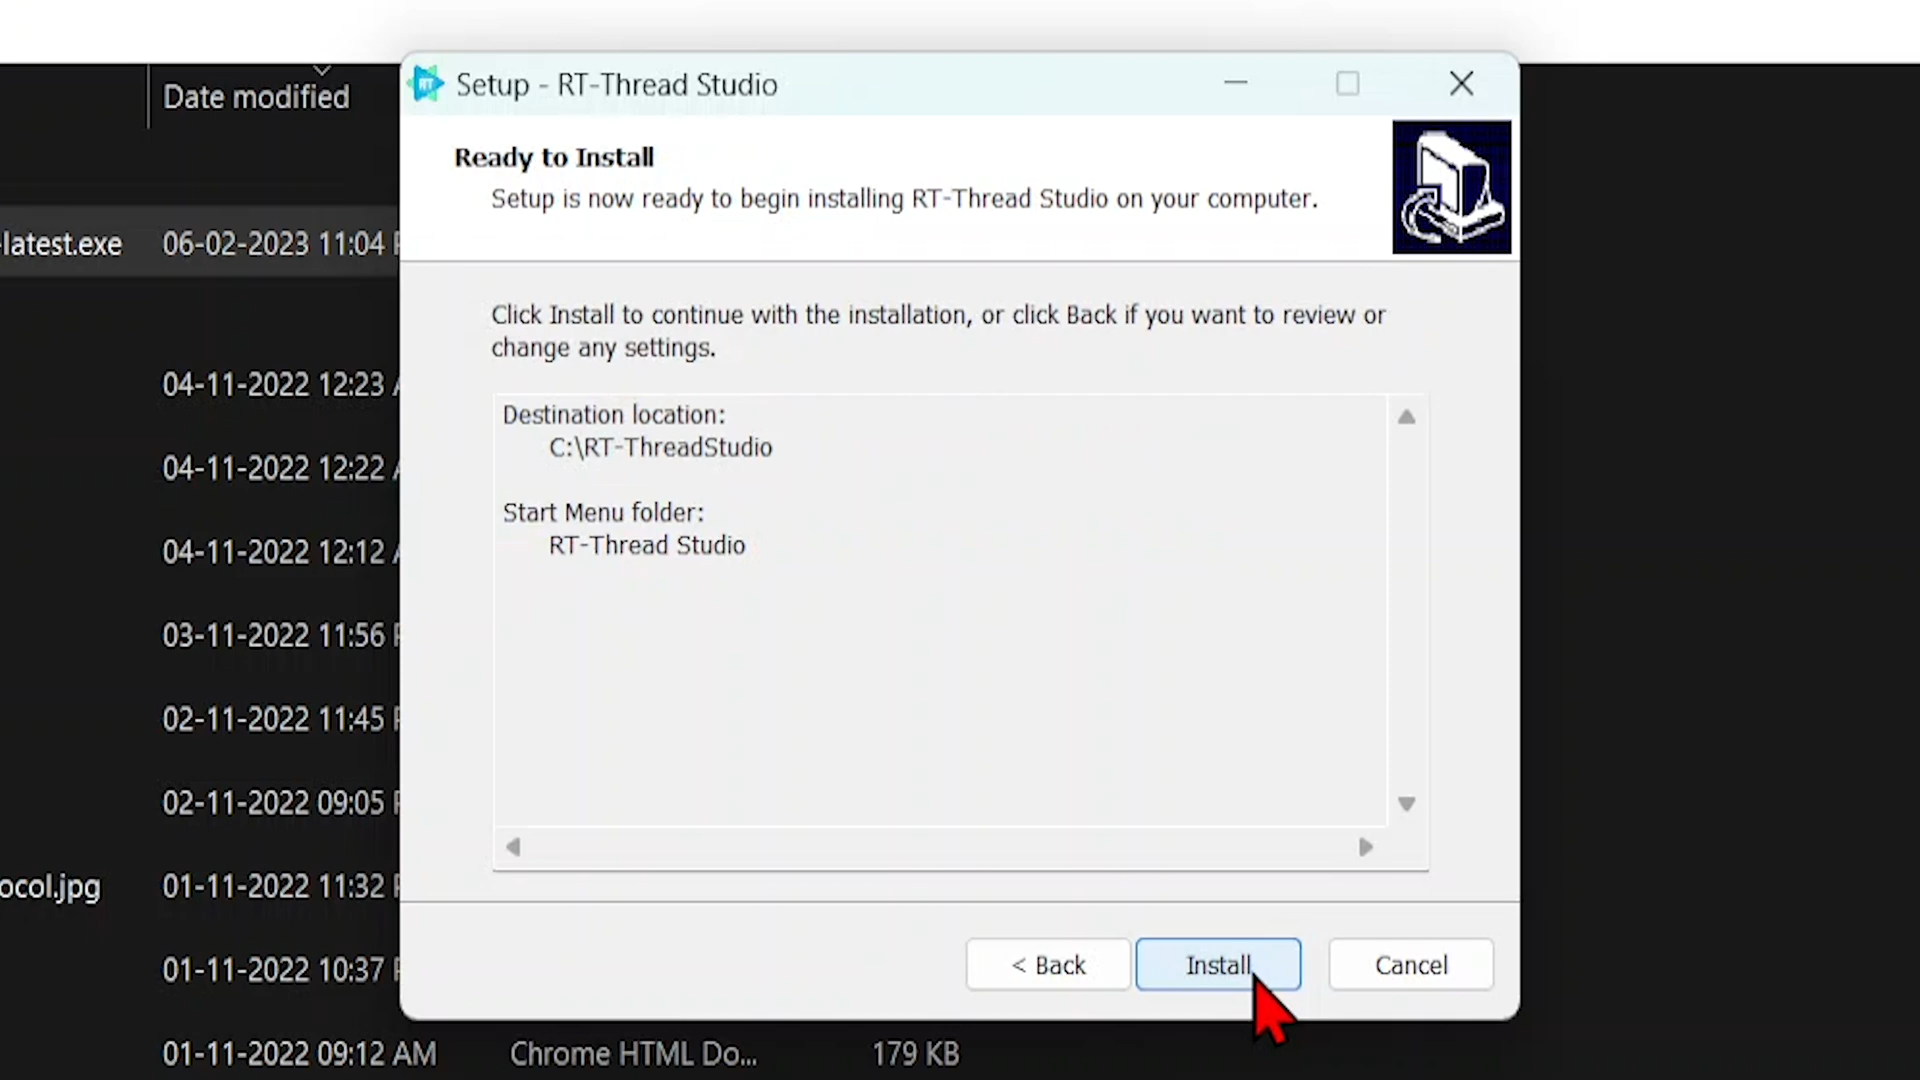 Date modified
Setup - RT-Thread Studio
Ready to Install
Setup is now ready to begin installing RT-Thread Studio on your computer.
latest.exe 06-02-2023 11:04
Click Install to continue with the installation, or click Back if you want to review or
change any settings.
04-11-2022 12:23
Destination location:
C:\RT-ThreadStudio
04-11-2022 12:22
Start Menu folder:
RT-Thread Studio
04-11-2022 12:12
03-11-2022 11:56
02-11-2022 11:45
02-11-2022 09:05
ocol.jpg 01-11-2022 11:32
01-11-2022 10:37
< Back Install Cancel
01-11-2022 09:12 AM Chrome HTML Do... 179 KB